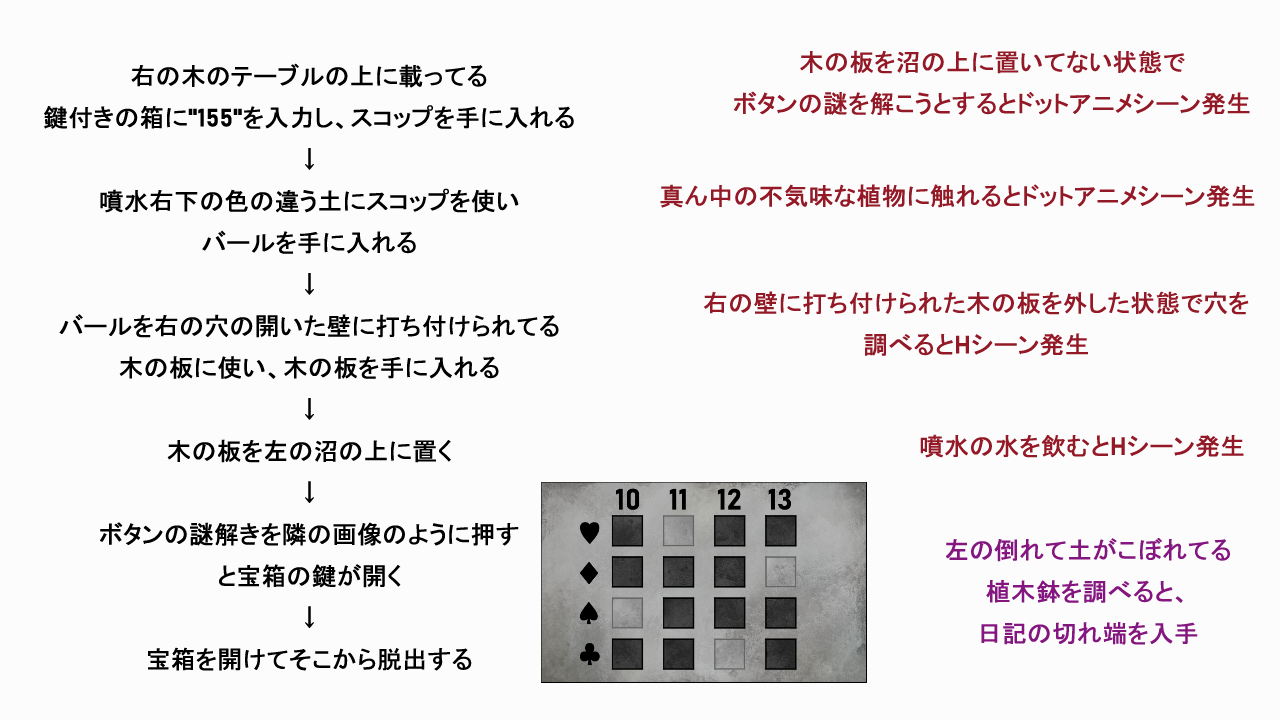 右の木のテーブルの上に載ってる
鍵付きの箱に"155"を入力し、スコップを手に入れる
↓
噴水右下の色の違う土にスコップを使い
バールを手に入れる
↓
バールを右の穴の開いた壁に打ち付けられてる
木の板に使い、木の板を手に入れる
↓
木の板を左の沼の上に置く
↓
ボタンの謎解きを隣の画像のように押す
と宝箱の鍵が開く
↓
宝箱を開けてそこから脱出する
10 11 12 13
♥
♦
♠
♣
木の板を沼の上に置いてない状態で
ボタンの謎を解こうとするとドットアニメシーン発生
真ん中の不気味な植物に触れるとドットアニメシーン発生
右の壁に打ち付けられた木の板を外した状態で穴を
調べるとHシーン発生
噴水の水を飲むとHシーン発生
左の倒れて土がこぼれてる
植木鉢を調べると、
日記の切れ端を入手